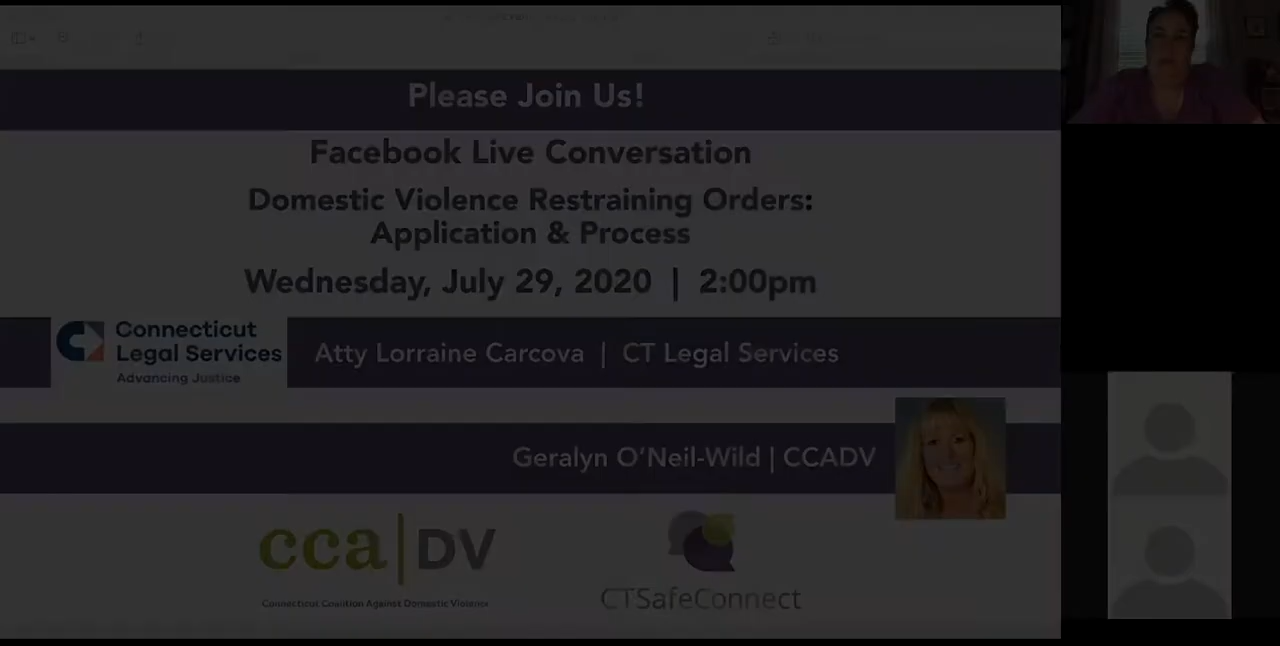 Please Join Us!
Facebook Live Conversation
Domestic Violence Restraining Orders:
Application & Process
Wednesday, July 29, 2020 | 2:00pm
Connecticut
Legal Services
Advancing Justice
Atty Lorraine Carcova | CT Legal Services
Geralyn O'Neil-Wild | CCADV
cca|DV
Connecticut Coalition Against Domestic Violence
CTSafeConnect